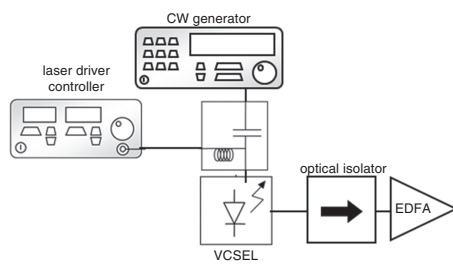 CW generator
laser driver
controller
optical isolator
EDFA
VCSEL